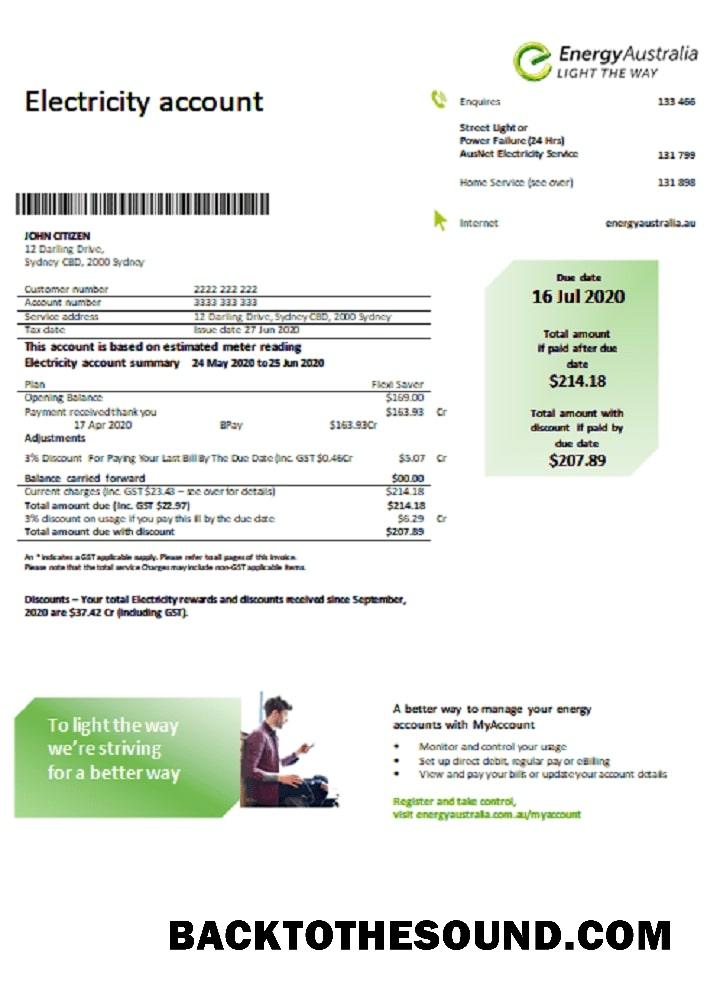 EnergyAustralia
LIGHT THE WAY
Electricity account
Enquires 133 466
Street Light or
Power Failure (24 Hrs)
AusNet Electricity Service 131 799
Home Service (see over) 131 898
Internet energyaustralia.au
JOHN CITIZEN
12 Darling Drive,
Sydney CBD, 2000 Sydney
Customer number 2222 222 222
Account number 3333 333 333
Service address 12 Darling Drive, Sydney CBD, 2000 Sydney
Tax date Issue date 27 Jun 2020
This account is based on estimated meter reading
Electricity account summary 24 May 2020 to 25 Jun 2020
Plan Flexi Saver
Opening Balance $169.00
Payment received thank you $163.93 Cr
17 Apr 2020 BPay $163.93Cr
Adjustments
3% Discount For Paying Your Last Bill By The Due Date (inc. GST $0.46Cr $5.07 Cr
Balance carried forward $00.00
Current charges (inc. GST $23.43 – see over for details) $214.18
Total amount due (inc. GST $22.97) $214.18
3% discount on usage if you pay this ill by the due date $6.29 Cr
Total amount due with discount $207.89
An * indicates a GST applicable supply. Please refer to all pages of this invoice.
Please note that the total service Charges may include non-GST applicable items.
Discounts – Your total Electricity rewards and discounts received since September,
2020 are $37.42 Cr (including GST).
Due date
16 Jul 2020
Total amount
if paid after due
date
$214.18
Total amount with
discount if paid by
due date
$207.89
To light the way
we're striving
for a better way
A better way to manage your energy
accounts with MyAccount
• Monitor and control your usage
• Set up direct debit, regular pay or eBilling
• View and pay your bills or update your account details
Register and take control,
visit energyaustralia.com.au/myaccount
BACKTOTHESOUND.COM